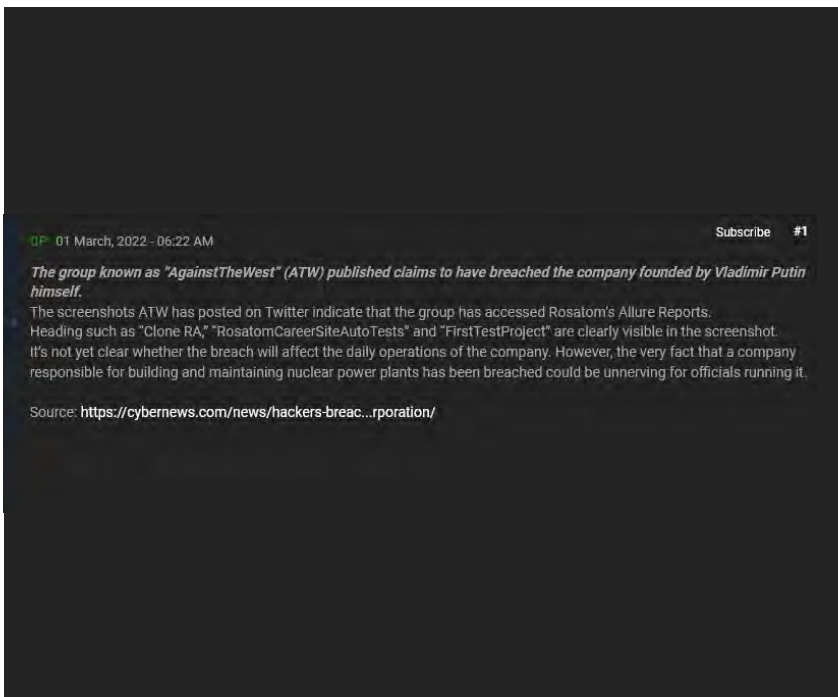 OP 01 March, 2022 - 06:22 AM
Subscribe #1
The group known as "AgainstTheWest" (ATW) published claims to have breached the company founded by Vladimir Putin
himself.
The screenshots ATW has posted on Twitter indicate that the group has accessed Rosatom's Allure Reports.
Heading such as "Clone RA," "RosatomCareerSiteAutoTests" and "FirstTestProject" are clearly visible in the screenshot.
It's not yet clear whether the breach will affect the daily operations of the company. However, the very fact that a company
responsible for building and maintaining nuclear power plants has been breached could be unnerving for officials running it.
Source: https://cybernews.com/news/hackers-breac...rporation/